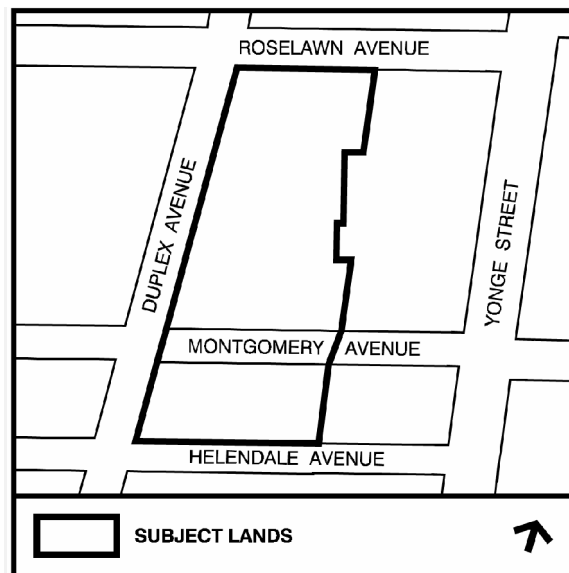 ROSELAWN AVENUE
DUPLEX AVENUE
YONGE STREET
MONTGOMERY AVENUE
HELENDALE AVENUE
SUBJECT LANDS